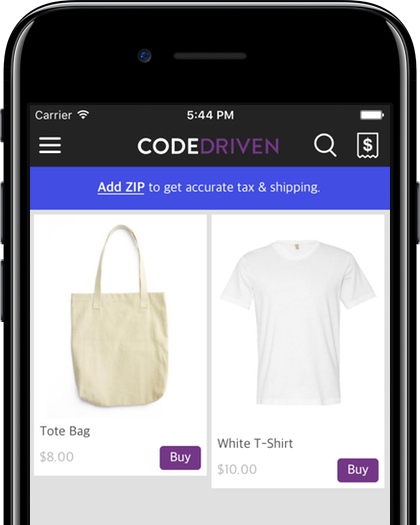 Carrier 5:44 PM
CODEDRIVEN
$
Add ZIP to get accurate tax & shipping.
Tote Bag
$8.00 Buy
White T-Shirt
$10.00 Buy